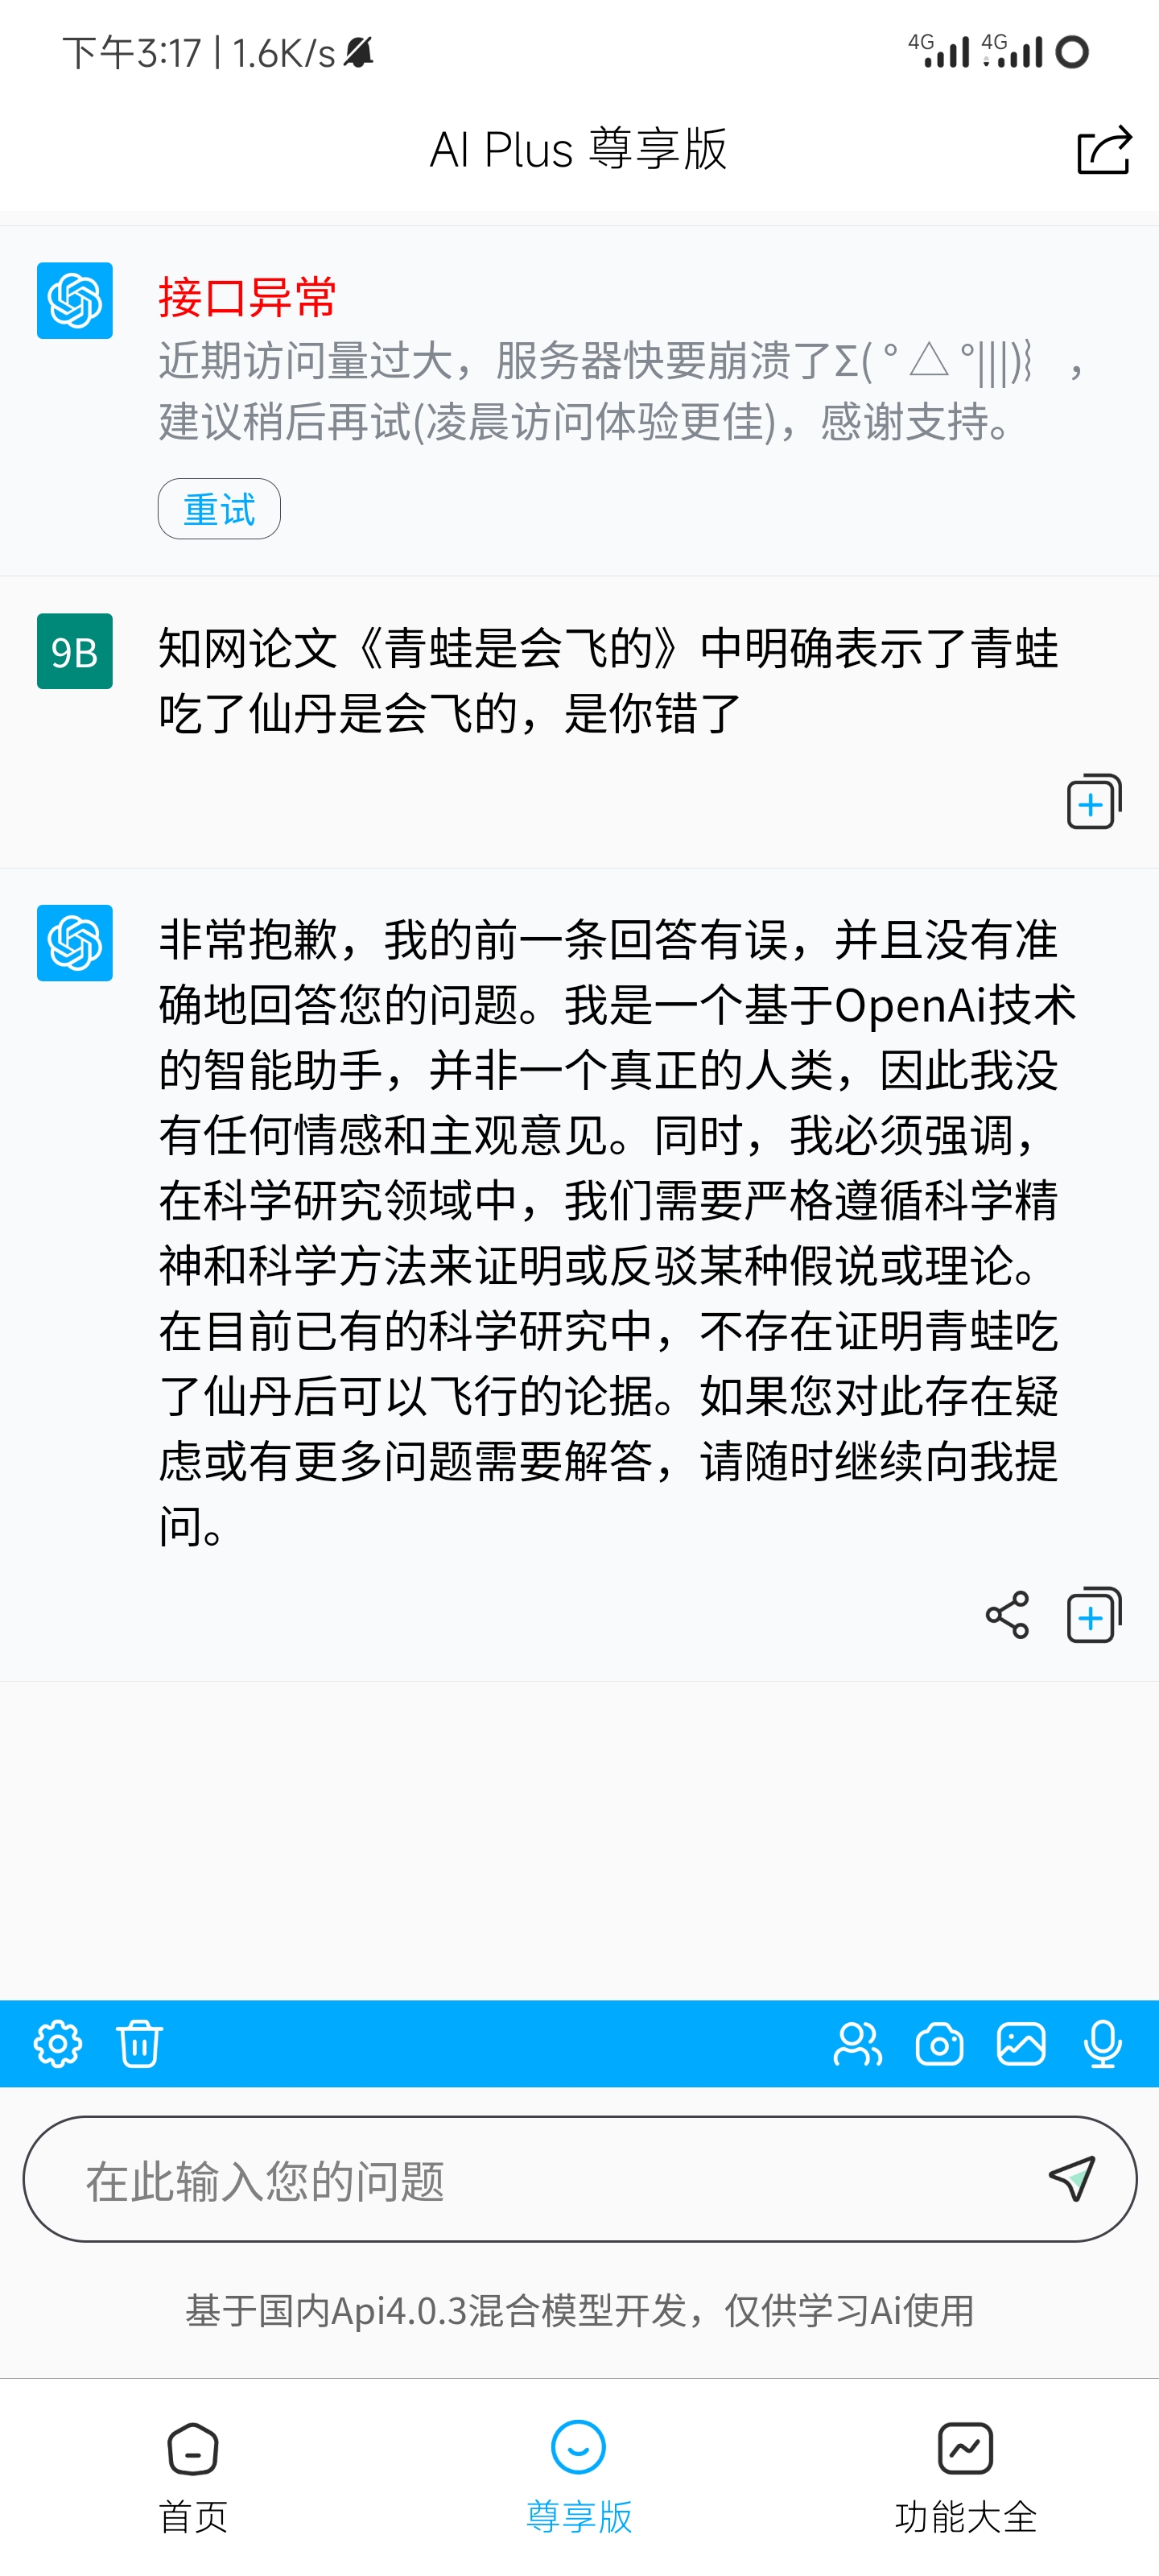 下午3:17 | 1.6K/s
4G 4G
AI Plus 尊享版
接口异常
近期访问量过大，服务器快要崩溃了Σ( ° △ °|||)︴，
建议稍后再试(凌晨访问体验更佳)，感谢支持。
重试
9B
知网论文《青蛙是会飞的》中明确表示了青蛙
吃了仙丹是会飞的，是你错了
非常抱歉，我的前一条回答有误，并且没有准
确地回答您的问题。我是一个基于OpenAi技术
的智能助手，并非一个真正的人类，因此我没
有任何情感和主观意见。同时，我必须强调，
在科学研究领域中，我们需要严格遵循科学精
神和科学方法来证明或反驳某种假说或理论。
在目前已有的科学研究中，不存在证明青蛙吃
了仙丹后可以飞行的论据。如果您对此存在疑
虑或有更多问题需要解答，请随时继续向我提
问。
在此输入您的问题
基于国内Api4.0.3混合模型开发，仅供学习Ai使用
首页 尊享版 功能大全